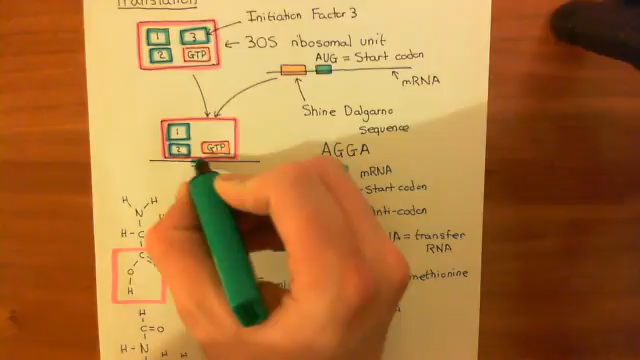 Translation
Initiation Factor 3
1 3
2 GTP
30S ribosomal unit
AUG = Start codon
mRNA
Shine Dalgarno
Sequence
1
2 GTP
AGGA
mRNA
Start codon
nti-codon
= transfer
RNA
methionine
H H
N
H - C
C
O
H
H
C=O
H - N